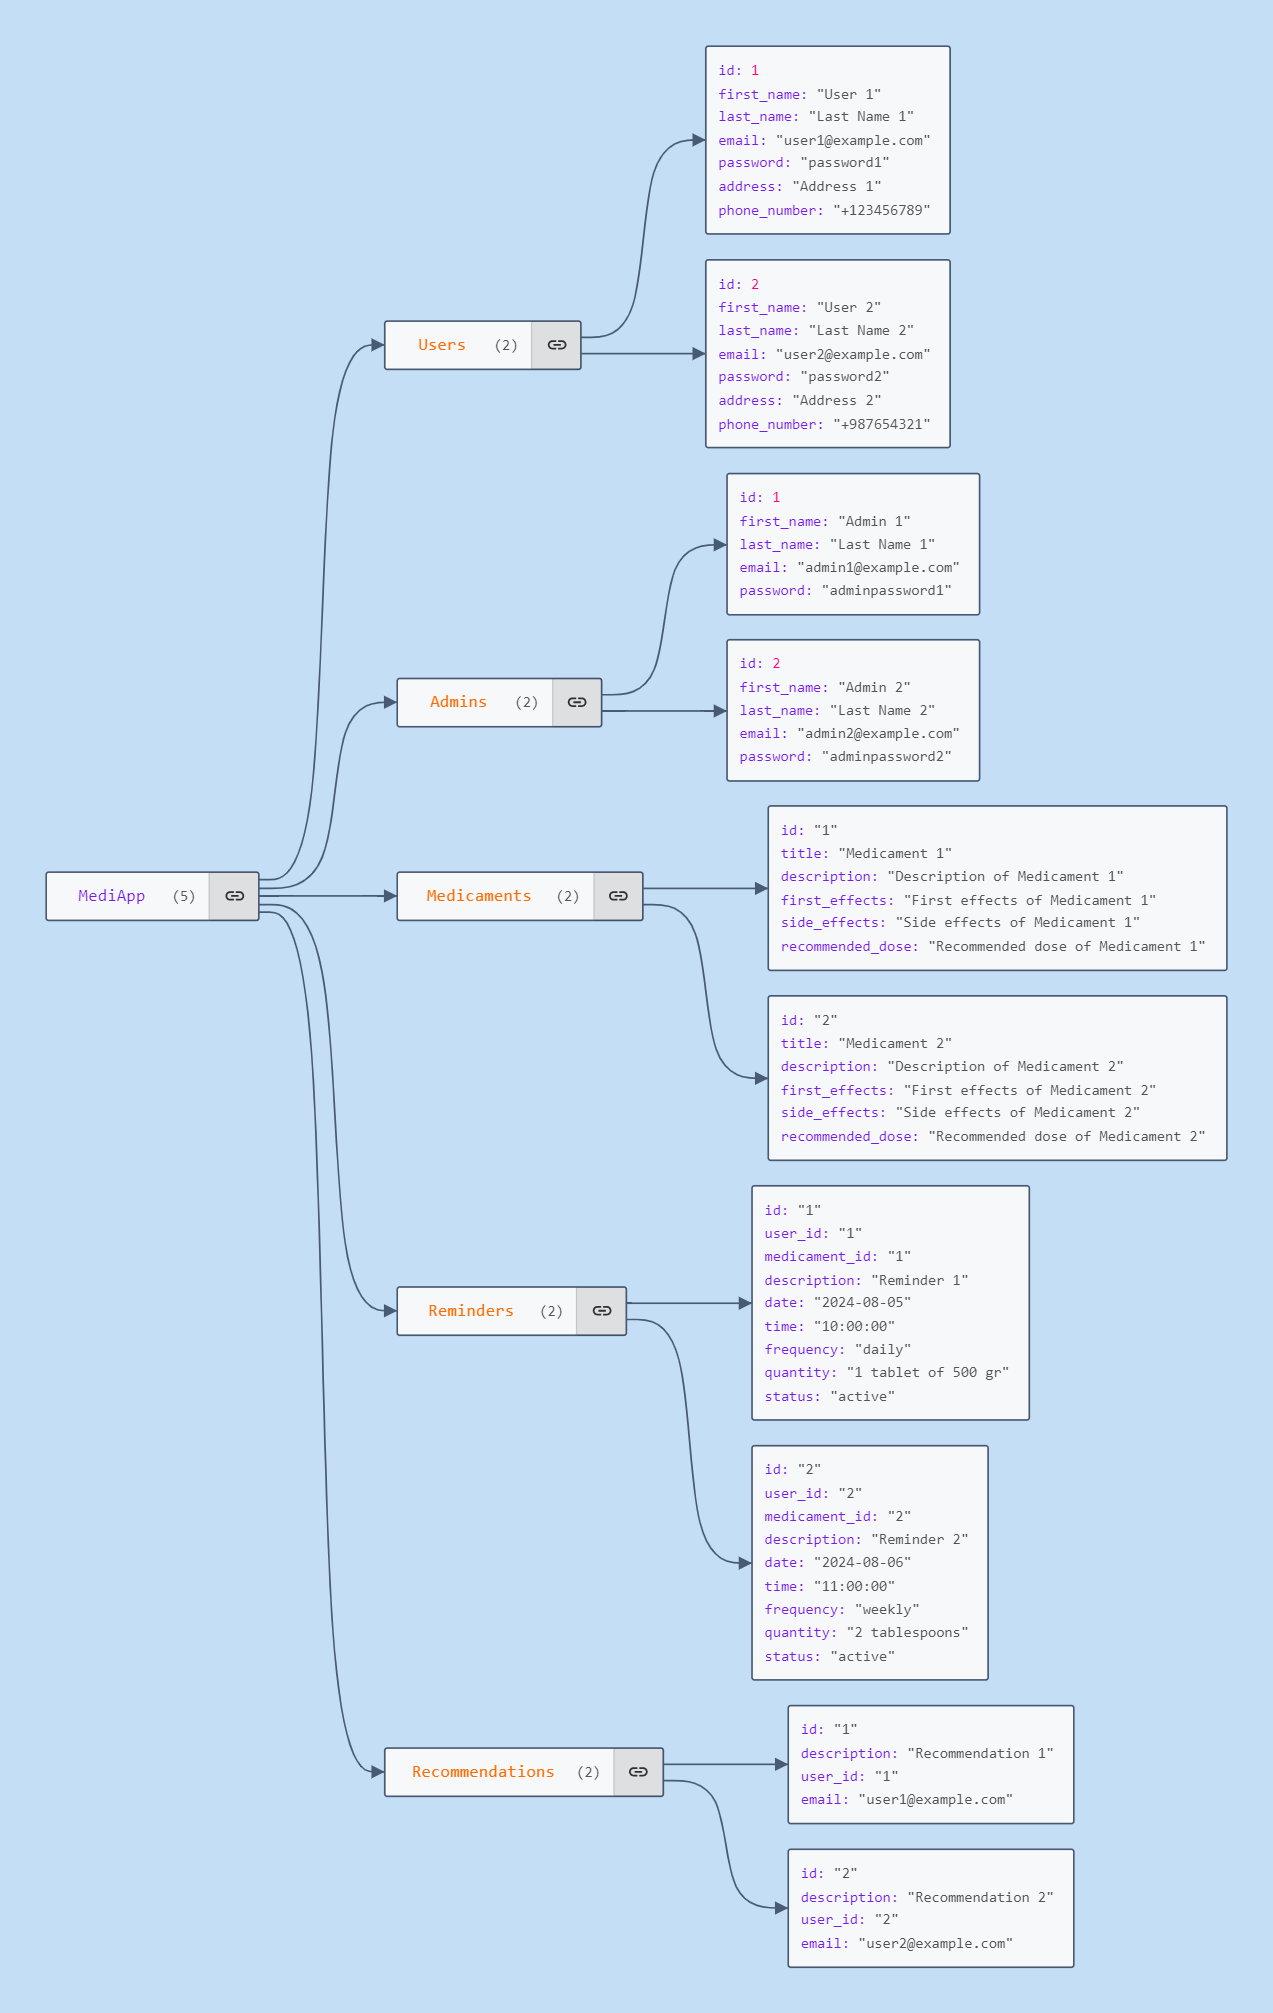 MediApp (5)
Users (2)
id: 1
first_name: "User 1"
last_name: "Last Name 1"
email: "user1@example.com"
password: "password1"
address: "Address 1"
phone_number: "+123456789"
id: 2
first_name: "User 2"
last_name: "Last Name 2"
email: "user2@example.com"
password: "password2"
address: "Address 2"
phone_number: "+987654321"
Admins (2)
id: 1
first_name: "Admin 1"
last_name: "Last Name 1"
email: "admin1@example.com"
password: "adminpassword1"
id: 2
first_name: "Admin 2"
last_name: "Last Name 2"
email: "admin2@example.com"
password: "adminpassword2"
Medicaments (2)
id: "1"
title: "Medicament 1"
description: "Description of Medicament 1"
first_effects: "First effects of Medicament 1"
side_effects: "Side effects of Medicament 1"
recommended_dose: "Recommended dose of Medicament 1"
id: "2"
title: "Medicament 2"
description: "Description of Medicament 2"
first_effects: "First effects of Medicament 2"
side_effects: "Side effects of Medicament 2"
recommended_dose: "Recommended dose of Medicament 2"
Reminders (2)
id: "1"
user_id: "1"
medicament_id: "1"
description: "Reminder 1"
date: "2024-08-05"
time: "10:00:00"
frequency: "daily"
quantity: "1 tablet of 500 gr"
status: "active"
id: "2"
user_id: "2"
medicament_id: "2"
description: "Reminder 2"
date: "2024-08-06"
time: "11:00:00"
frequency: "weekly"
quantity: "2 tablespoons"
status: "active"
Recommendations (2)
id: "1"
description: "Recommendation 1"
user_id: "1"
email: "user1@example.com"
id: "2"
description: "Recommendation 2"
user_id: "2"
email: "user2@example.com"